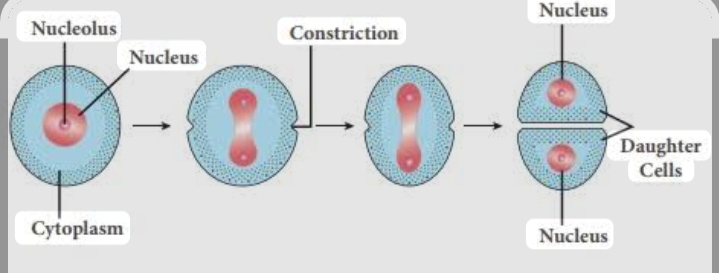 Nucleolus
Nucleus
Cytoplasm
Constriction
Nucleus
Daughter
Cells
Nucleus